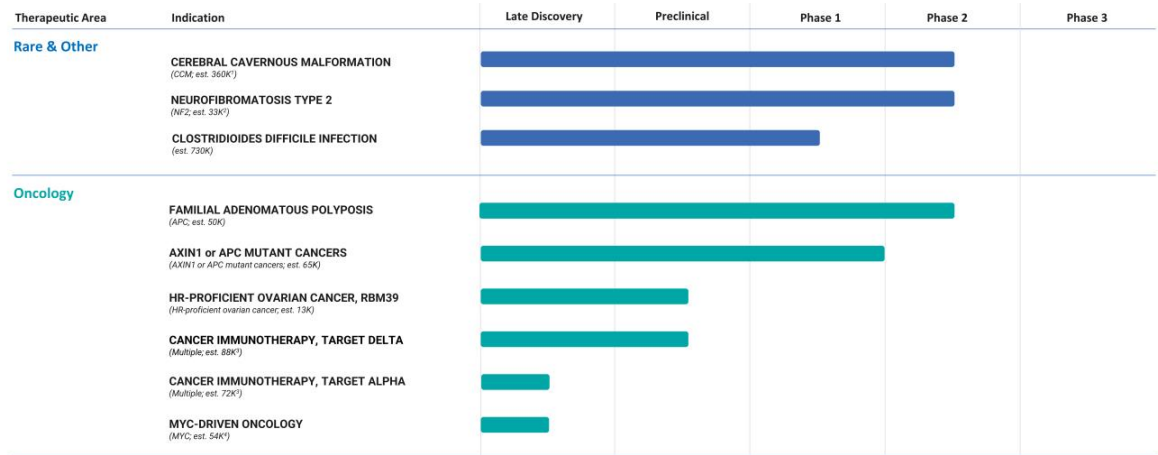 Therapeutic Area Indication Late Discovery Preclinical Phase 1 Phase 2 Phase 3
Rare & Other
CEREBRAL CAVERNOUS MALFORMATION
(CCM; est. 360K¹)
NEUROFIBROMATOSIS TYPE 2
(NF2; est. 33K²)
CLOSTRIDIOIDES DIFFICILE INFECTION
(est. 730K)
Oncology
FAMILIAL ADENOMATOUS POLYPOSIS
(APC; est. 50K)
AXIN1 or APC MUTANT CANCERS
(AXIN1 or APC mutant cancers; est. 65K)
HR-PROFICIENT OVARIAN CANCER, RBM39
(HR-proficient ovarian cancer; est. 13K)
CANCER IMMUNOTHERAPY, TARGET DELTA
(Multiple; est. 88K³)
CANCER IMMUNOTHERAPY, TARGET ALPHA
(Multiple; est. 72K³)
MYC-DRIVEN ONCOLOGY
(MYC; est. 54K⁴)